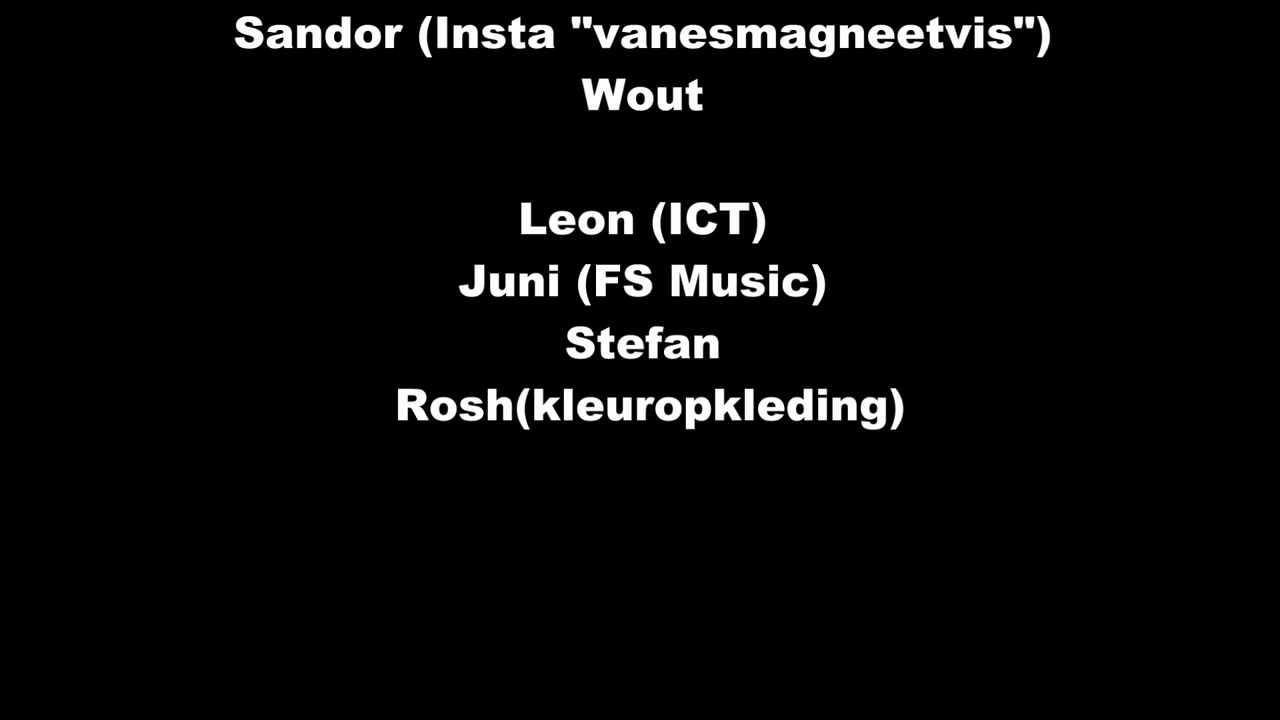 Sandor (Insta "vanesmagneetvis")
Wout
Leon (ICT)
Juni (FS Music)
Stefan
Rosh(kleuropkleding)